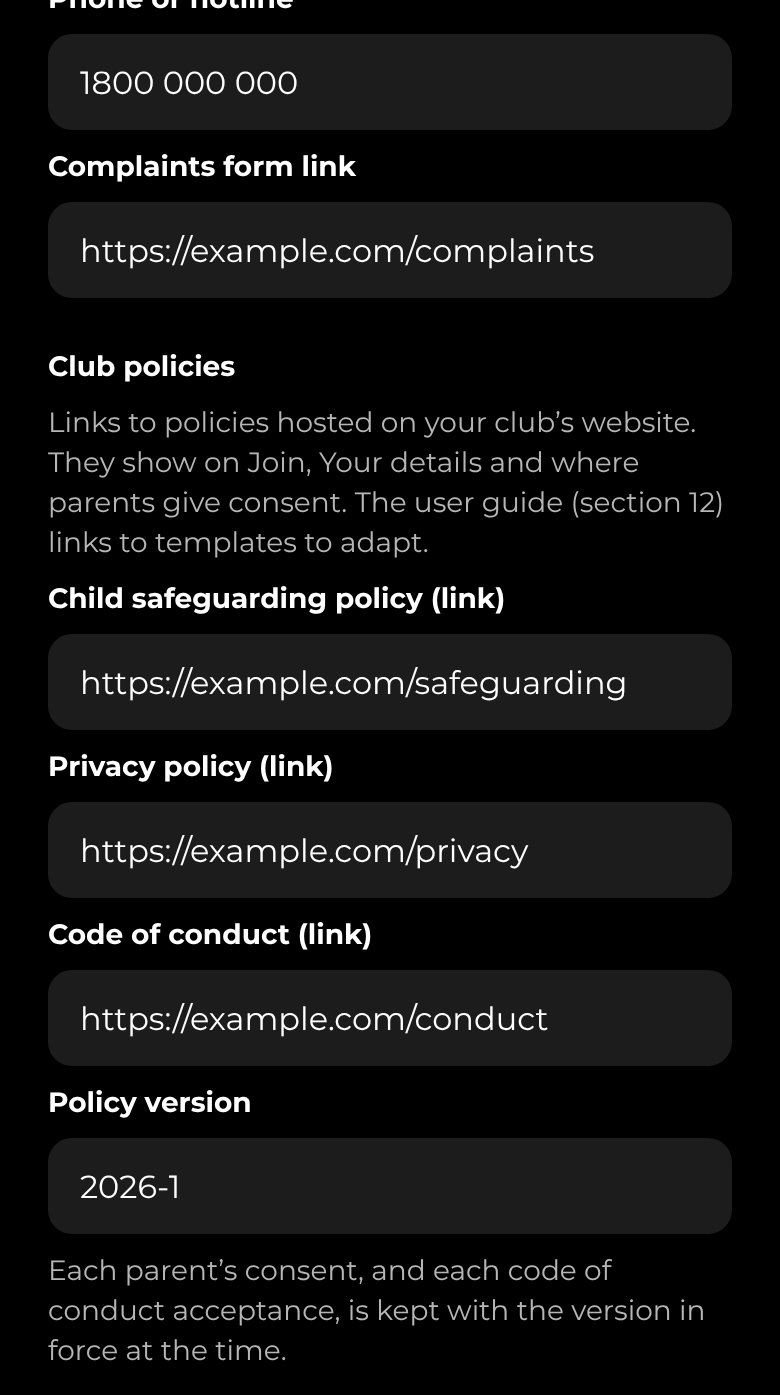 Phone or hotline
1800 000 000
Complaints form link
https://example.com/complaints
Club policies
Links to policies hosted on your club’s website.
They show on Join, Your details and where
parents give consent. The user guide (section 12)
links to templates to adapt.
Child safeguarding policy (link)
https://example.com/safeguarding
Privacy policy (link)
https://example.com/privacy
Code of conduct (link)
https://example.com/conduct
Policy version
2026-1
Each parent’s consent, and each code of
conduct acceptance, is kept with the version in
force at the time.